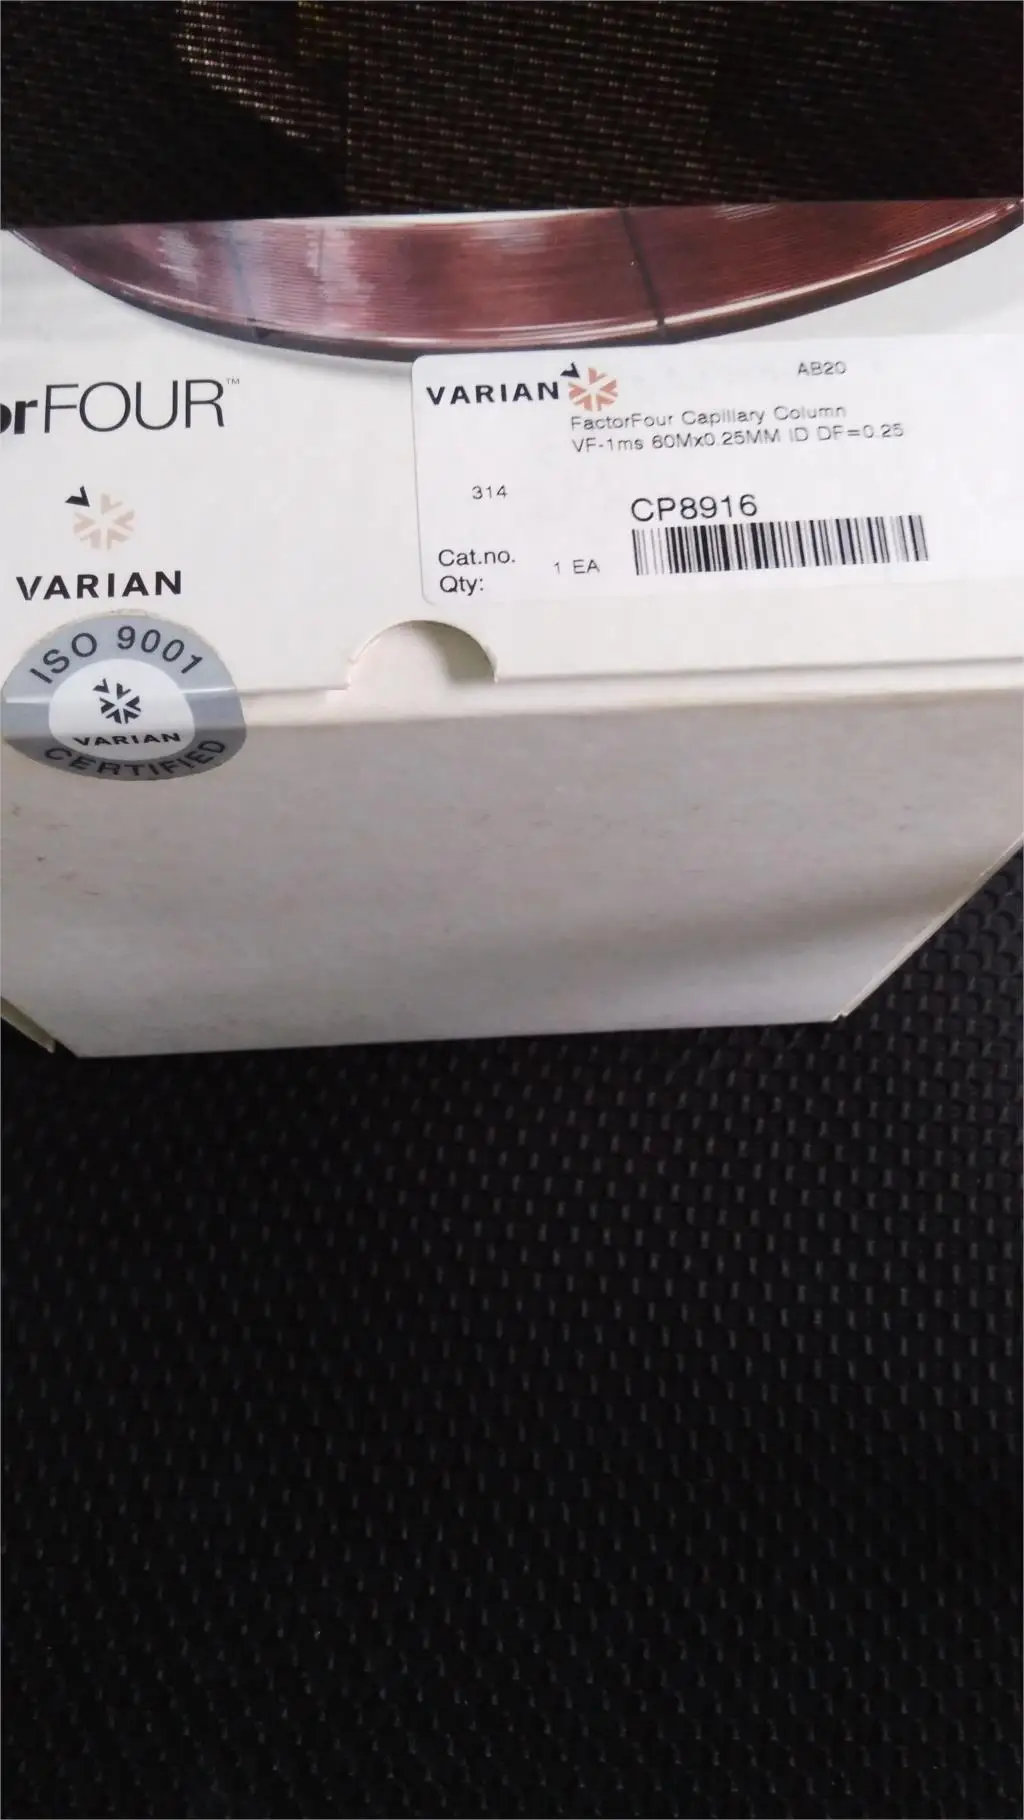 orFOUR™
VARIAN
ISO 9001
VARIAN
CERTIFIED
VARIAN
AB20
FactorFour Capillary Column
VF-1ms 60Mx0.25MM ID DF=0.25
314
CP8916
Cat.no.
Qty:
1 EA